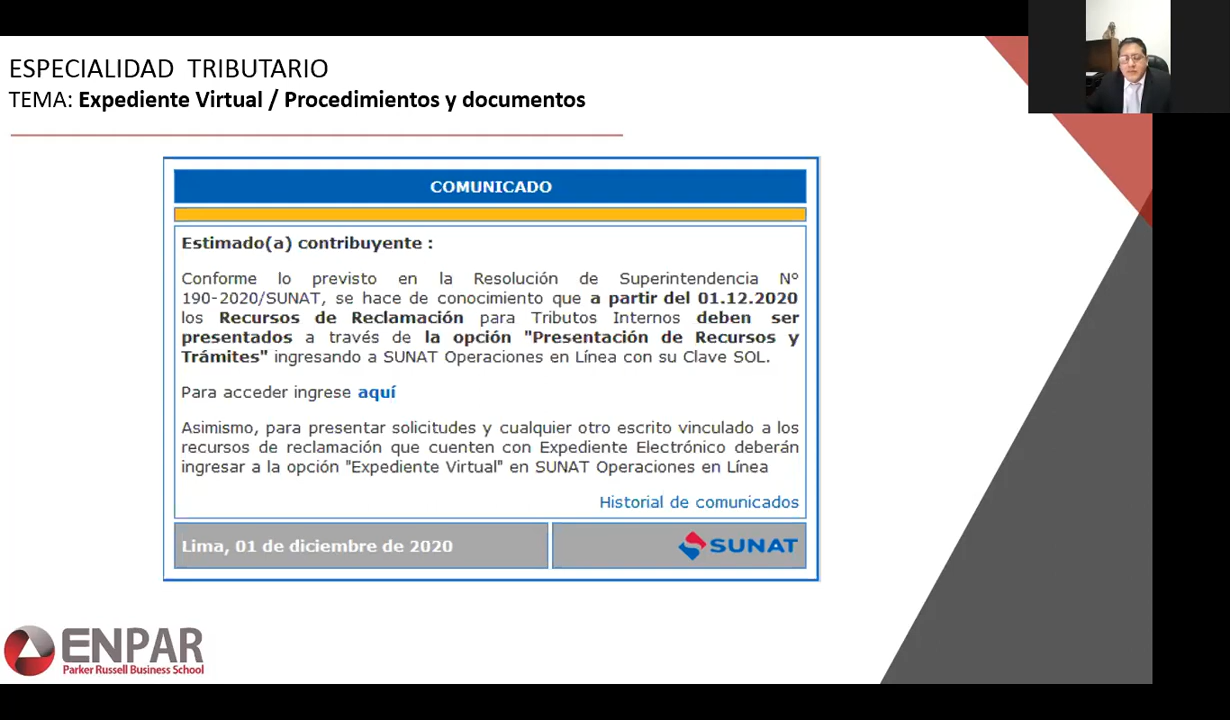 ESPECIALIDAD TRIBUTARIO
TEMA: Expediente Virtual / Procedimientos y documentos
COMUNICADO
Estimado(a) contribuyente :
Conforme lo previsto en la Resolución de Superintendencia Nº
190-2020/SUNAT, se hace de conocimiento que a partir del 01.12.2020
los Recursos de Reclamación para Tributos Internos deben ser
presentados a través de la opción "Presentación de Recursos y
Trámites" ingresando a SUNAT Operaciones en Línea con su Clave SOL.
Para acceder ingrese aquí
Asimismo, para presentar solicitudes y cualquier otro escrito vinculado a los
recursos de reclamación que cuenten con Expediente Electrónico deberán
ingresar a la opción "Expediente Virtual" en SUNAT Operaciones en Línea
Historial de comunicados
Lima, 01 de diciembre de 2020
SUNAT
ENPAR
Parker Russell Business School